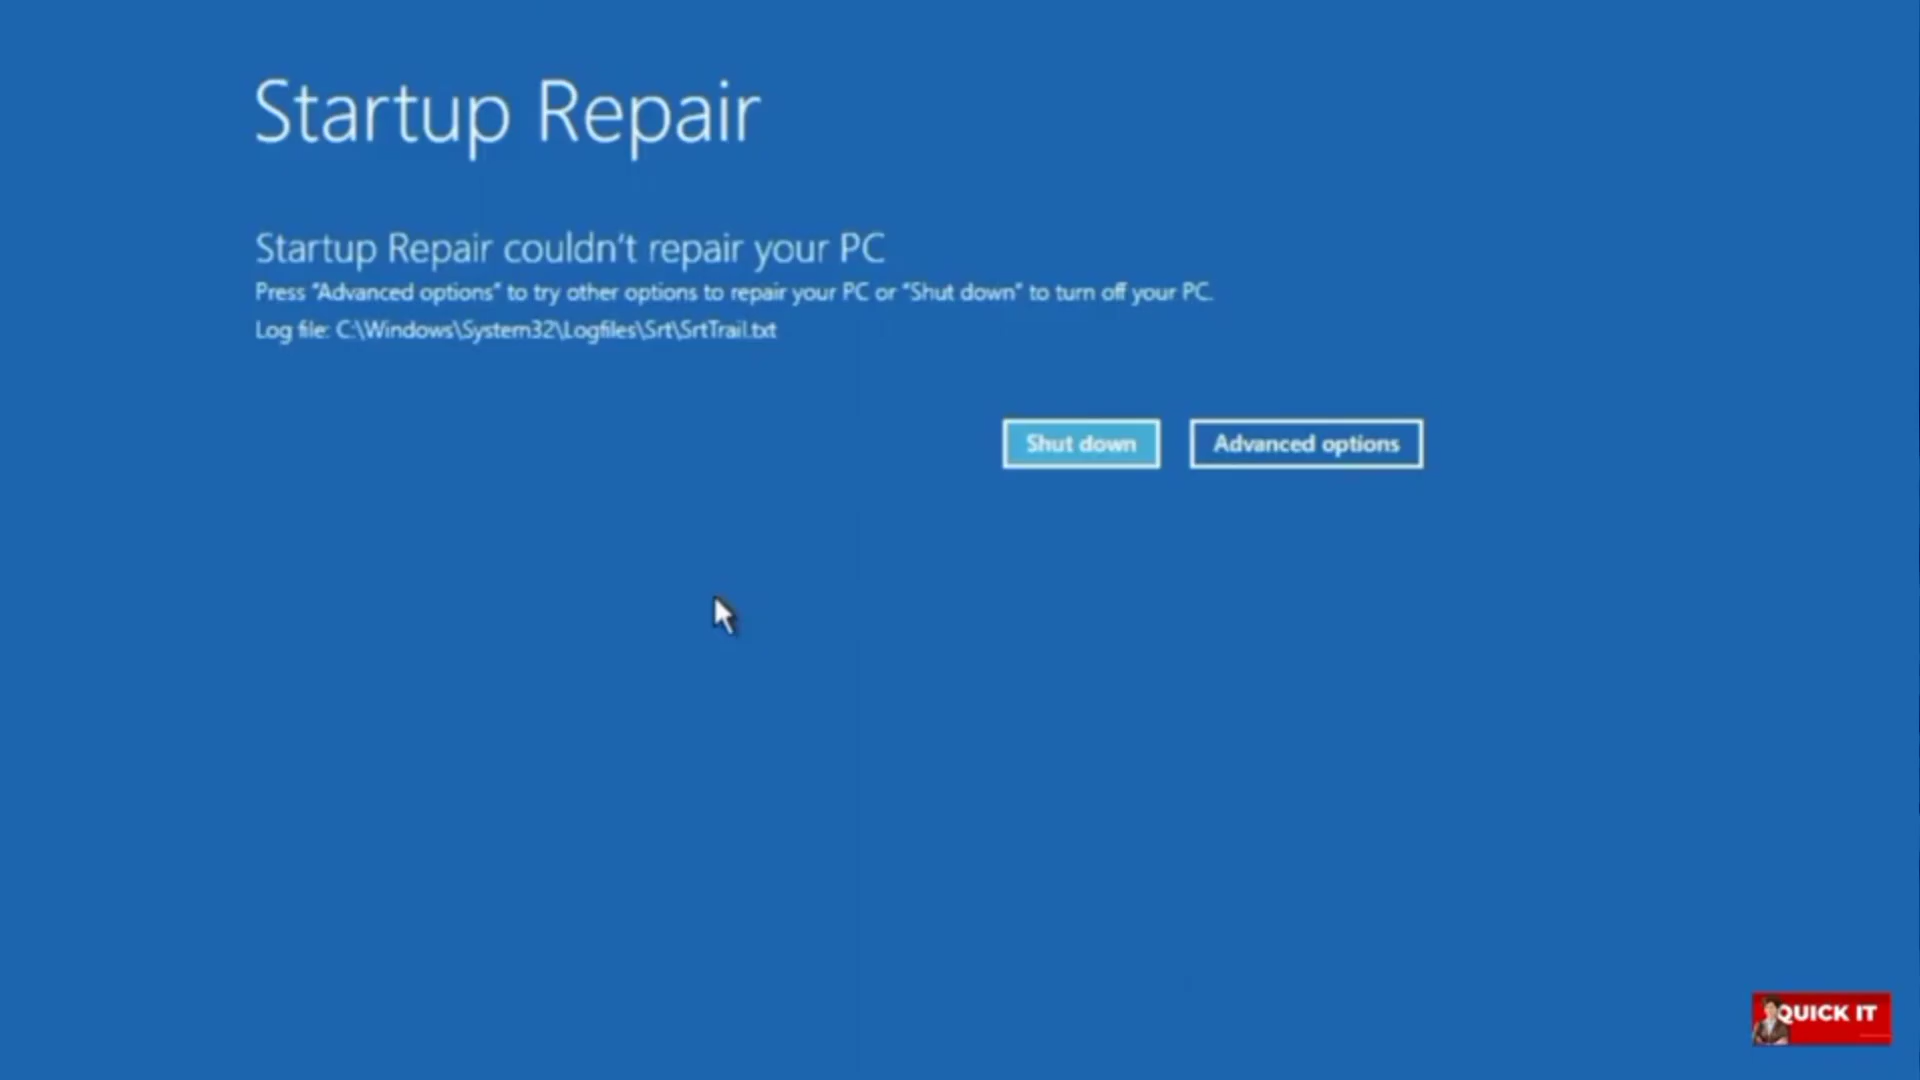 Startup Repair
Startup Repair couldn't repair your PC
Press "Advanced options" to try other options to repair your PC or "Shut down" to turn off your PC.
Log file: C:\Windows\System32\Logfiles\Srt\SrtTrail.txt
Shut down
Advanced options
QUICK IT